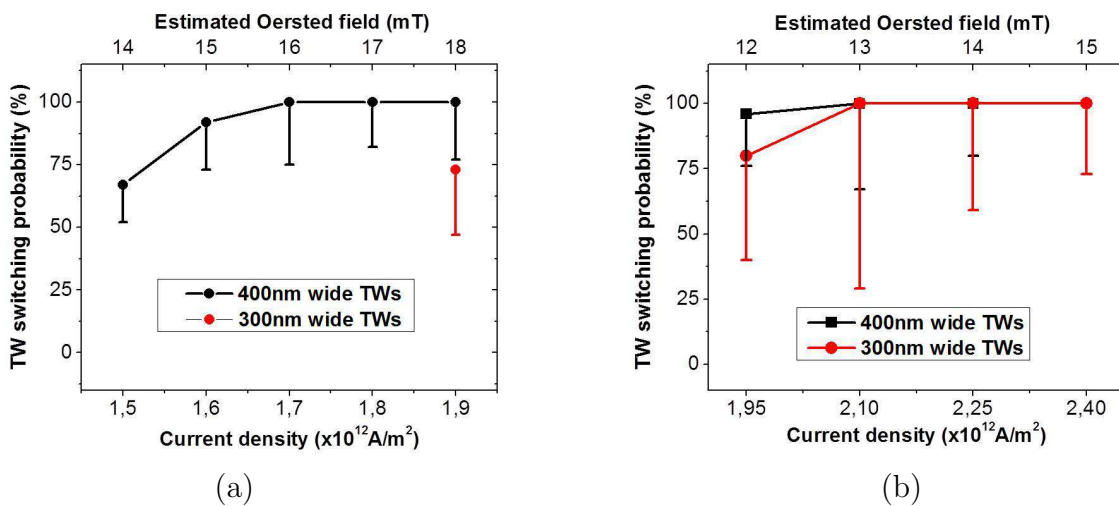 Estimated Oersted field (mT)
14 15 16 17 18
TW switching probability (%)
100
75
50
25
0
400nm wide TWs
300nm wide TWs
1,5 1,6 1,7 1,8 1,9
Current density (x10¹²A/m²)
(a)
Estimated Oersted field (mT)
12 13 14 15
TW switching probability (%)
100
75
50
25
0
400nm wide TWs
300nm wide TWs
1,95 2,10 2,25 2,40
Current density (x10¹²A/m²)
(b)